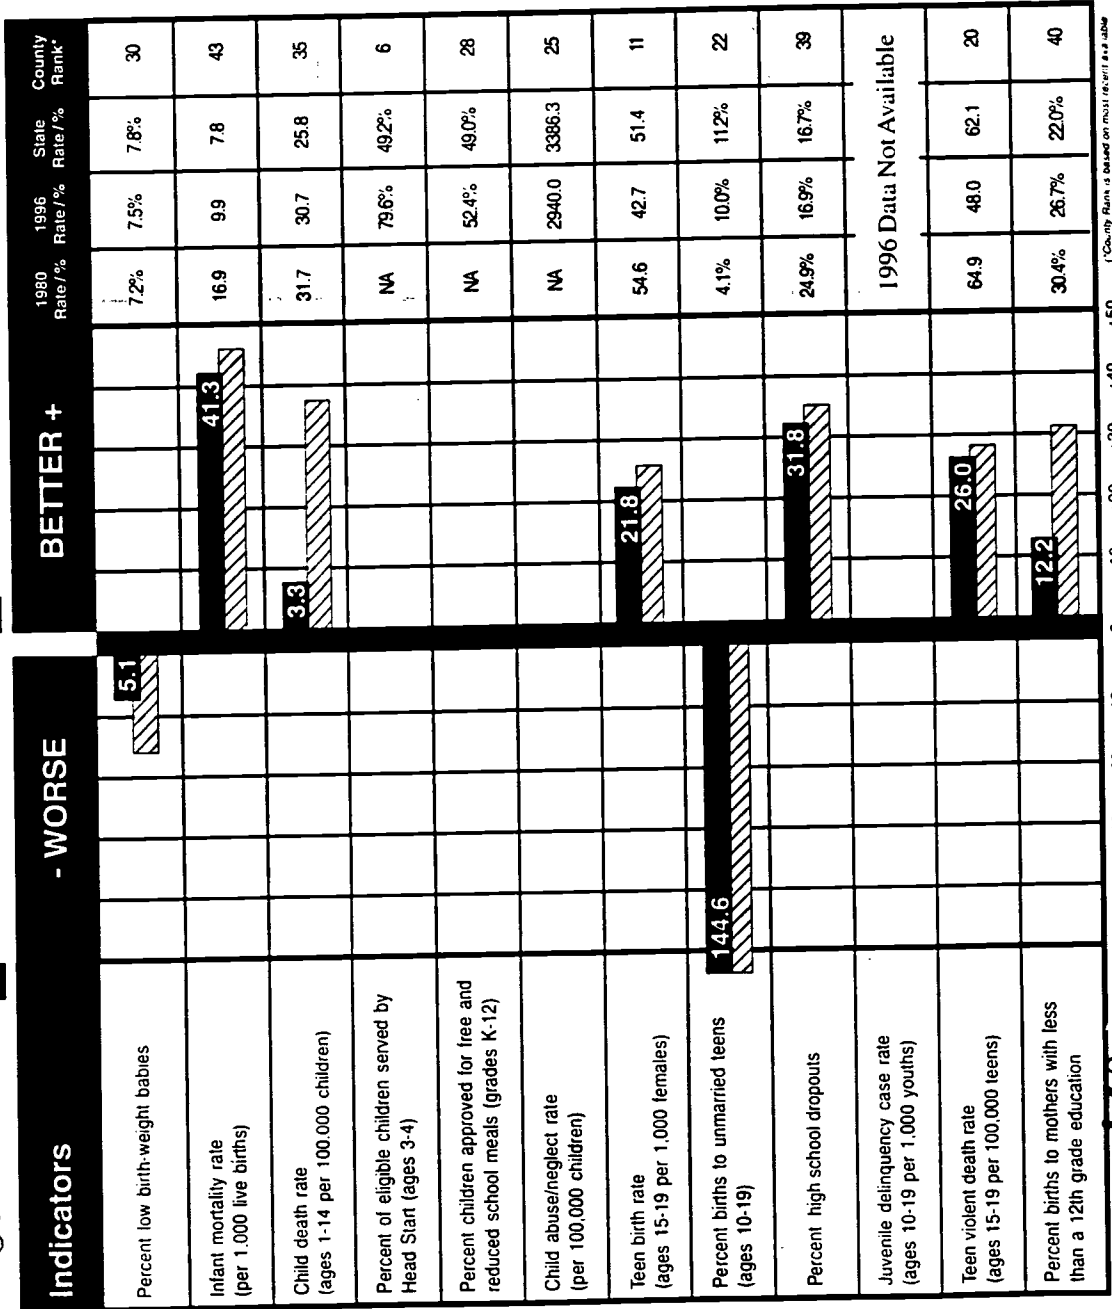 Indicators - WORSE BETTER + 1980 Rate / % 1996 Rate / % State Rate / % County Rank*
Percent low birth-weight babies 5.1 7.2% 7.5% 7.8% 30
Infant mortality rate
(per 1.000 live births) 41.3 16.9 9.9 7.8 43
Child death rate
(ages 1-14 per 100.000 children) 3.3 31.7 30.7 25.8 35
Percent of eligible children served by
Head Start (ages 3-4) NA 79.6% 49.2% 6
Percent children approved for free and
reduced school meals (grades K-12) NA 52.4% 49.0% 28
Child abuse/neglect rate
(per 100,000 children) NA 2940.0 3386.3 25
Teen birth rate
(ages 15-19 per 1,000 females) 21.8 54.6 42.7 51.4 11
Percent births to unmarried teens
(ages 10-19) 144.6 4.1% 10.0% 11.2% 22
Percent high school dropouts 31.8 24.9% 16.9% 16.7% 39
Juvenile delinquency case rate
(ages 10-19 per 1,000 youths) 1996 Data Not Available
Teen violent death rate
(ages 15-19 per 100,000 teens) 26.0 64.9 48.0 62.1 20
Percent births to mothers with less
than a 12th grade education 12.2 30.4% 26.7% 22.0% 40
(*County Rank is based on most recent available